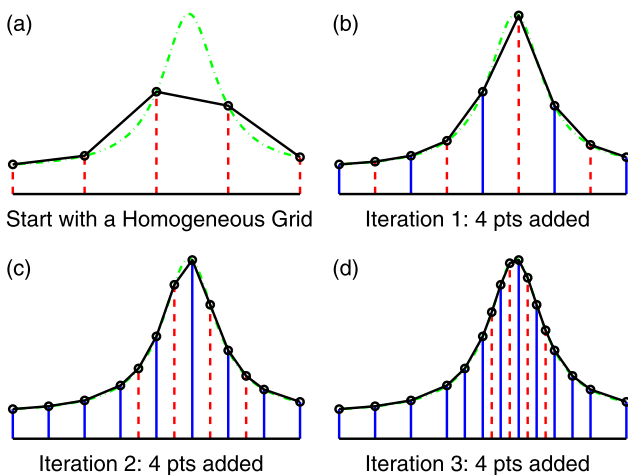 (a)
(b)
Start with a Homogeneous Grid
Iteration 1: 4 pts added
(c)
(d)
Iteration 2: 4 pts added
Iteration 3: 4 pts added